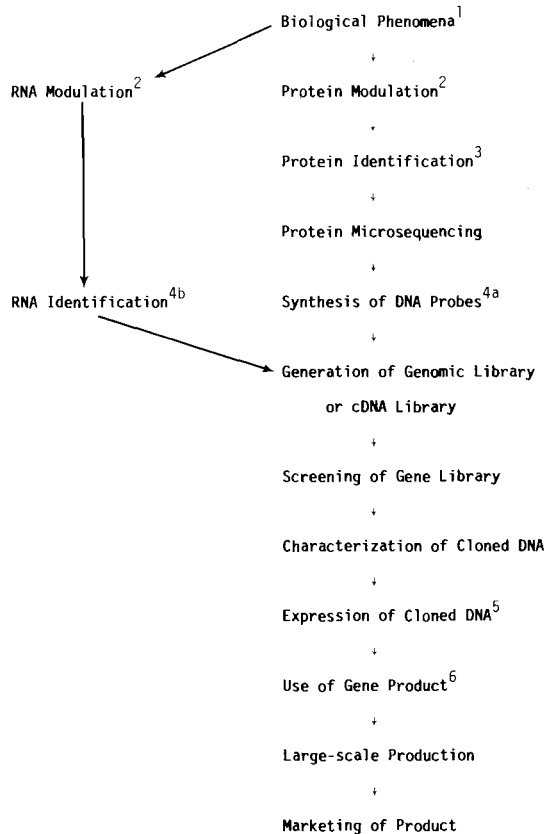 Biological Phenomena1
RNA Modulation2
Protein Modulation2
Protein Identification3
Protein Microsequencing
RNA Identification4b
Synthesis of DNA Probes4a
Generation of Genomic Library
or cDNA Library
Screening of Gene Library
Characterization of Cloned DNA
Expression of Cloned DNA5
Use of Gene Product6
Large-scale Production
Marketing of Product